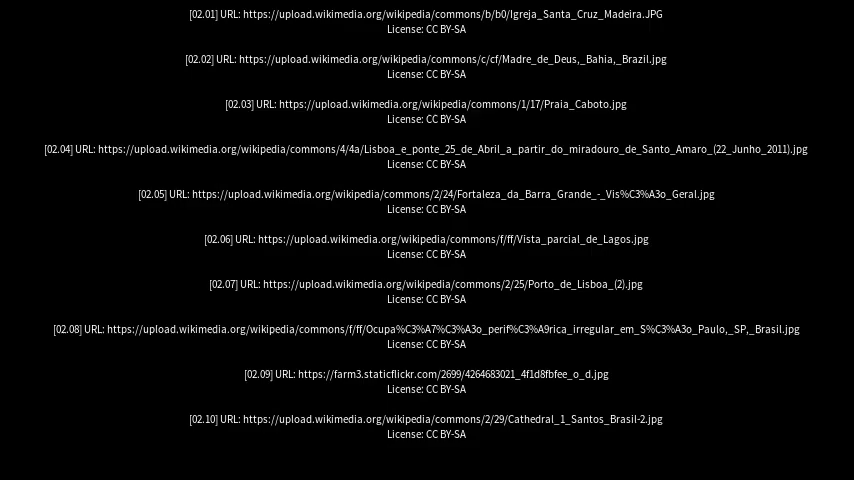 [02.01] URL: https://upload.wikimedia.org/wikipedia/commons/b/b0/Igreja_Santa_Cruz_Madeira.JPG
License: CC BY-SA
[02.02] URL: https://upload.wikimedia.org/wikipedia/commons/c/cf/Madre_de_Deus,_Bahia,_Brazil.jpg
License: CC BY-SA
[02.03] URL: https://upload.wikimedia.org/wikipedia/commons/1/17/Praia_Caboto.jpg
License: CC BY-SA
[02.04] URL: https://upload.wikimedia.org/wikipedia/commons/4/4a/Lisboa_e_ponte_25_de_Abril_a_partir_do_miradouro_de_Santo_Amaro_(22_Junho_2011).jpg
License: CC BY-SA
[02.05] URL: https://upload.wikimedia.org/wikipedia/commons/2/24/Fortaleza_da_Barra_Grande_-_Vis%C3%A3o_Geral.jpg
License: CC BY-SA
[02.06] URL: https://upload.wikimedia.org/wikipedia/commons/f/ff/Vista_parcial_de_Lagos.jpg
License: CC BY-SA
[02.07] URL: https://upload.wikimedia.org/wikipedia/commons/2/25/Porto_de_Lisboa_(2).jpg
License: CC BY-SA
[02.08] URL: https://upload.wikimedia.org/wikipedia/commons/f/ff/Ocupa%C3%A7%C3%A3o_perif%C3%A9rica_irregular_em_S%C3%A3o_Paulo,_SP,_Brasil.jpg
License: CC BY-SA
[02.09] URL: https://farm3.staticflickr.com/2699/4264683021_4f1d8fbfee_o_d.jpg
License: CC BY-SA
[02.10] URL: https://upload.wikimedia.org/wikipedia/commons/2/29/Cathedral_1_Santos_Brasil-2.jpg
License: CC BY-SA